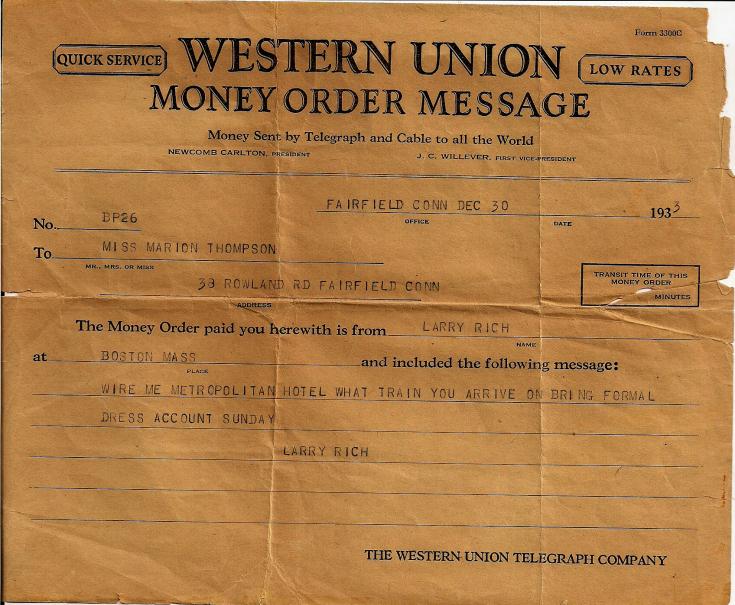 Form 3300C
QUICK SERVICE WESTERN UNION LOW RATES
MONEY ORDER MESSAGE
Money Sent by Telegraph and Cable to all the World
NEWCOMB CARLTON, PRESIDENT J. C. WILLEVER, FIRST VICE-PRESIDENT
FAIRFIELD CONN DEC 30 1933
OFFICE DATE
No. BP26
To MISS MARION THOMPSON
MR., MRS. OR MISS
TRANSIT TIME OF THIS
MONEY ORDER
MINUTES
38 ROWLAND RD FAIRFIELD CONN
ADDRESS
The Money Order paid you herewith is from LARRY RICH
NAME
at BOSTON MASS and included the following message:
PLACE
WIRE ME METROPOLITAN HOTEL WHAT TRAIN YOU ARRIVE ON BRING FORMAL
DRESS ACCOUNT SUNDAY
LARRY RICH
THE WESTERN UNION TELEGRAPH COMPANY